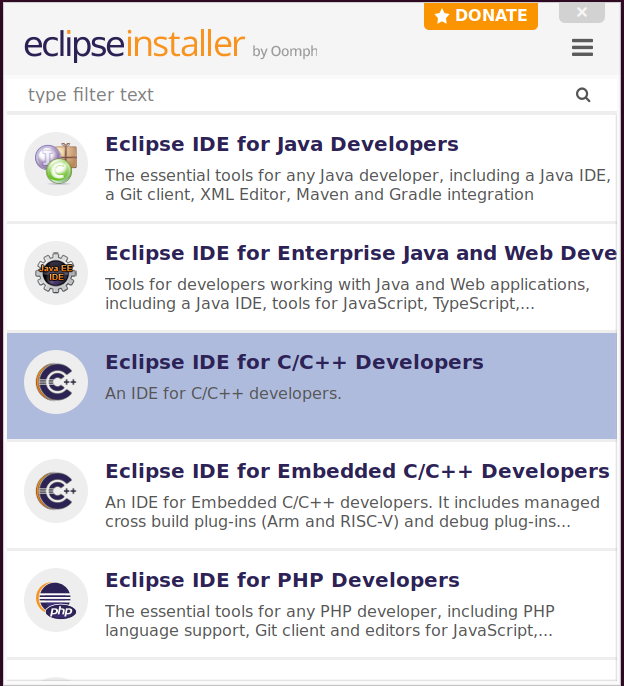 DONATE
eclipseinstaller by Oomph
type filter text
Eclipse IDE for Java Developers
The essential tools for any Java developer, including a Java IDE,
a Git client, XML Editor, Maven and Gradle integration
Java EE
IDE
Eclipse IDE for Enterprise Java and Web Deve
Tools for developers working with Java and Web applications,
including a Java IDE, tools for JavaScript, TypeScript,...
C++
Eclipse IDE for C/C++ Developers
An IDE for C/C++ developers.
C++
Eclipse IDE for Embedded C/C++ Developers
An IDE for Embedded C/C++ developers. It includes managed
cross build plug-ins (Arm and RISC-V) and debug plug-ins...
php
Eclipse IDE for PHP Developers
The essential tools for any PHP developer, including PHP
language support, Git client and editors for JavaScript,...